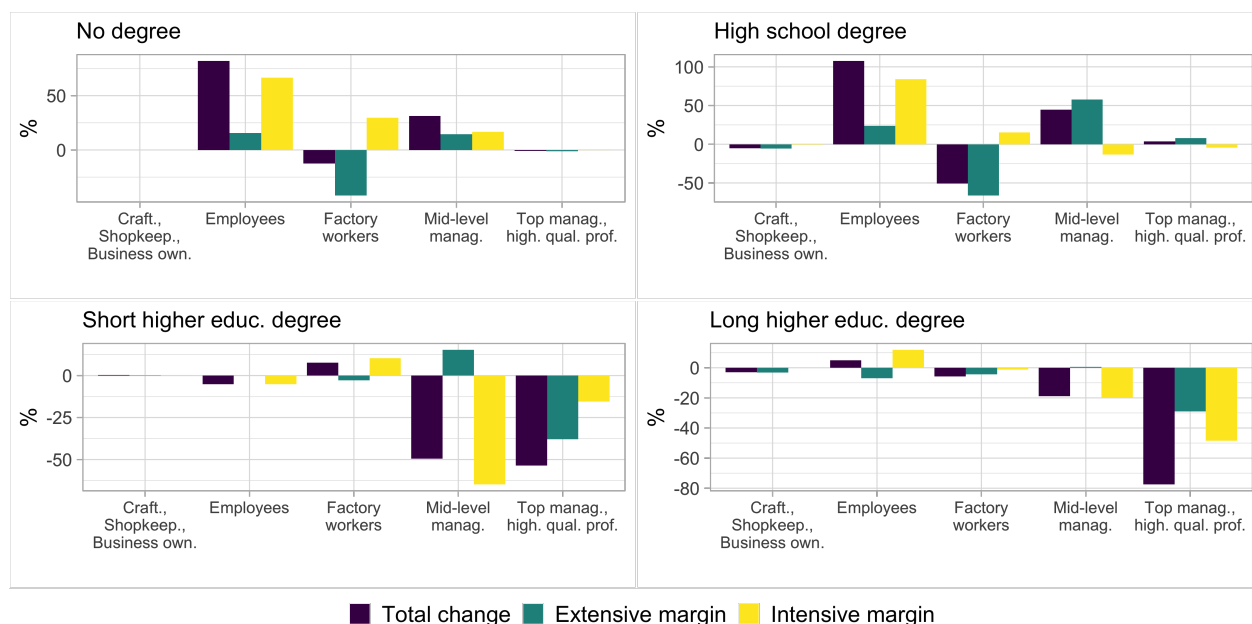 No degree
%
50
0
Craft.,
Shopkeep.,
Business own.
Employees
Factory
workers
Mid-level
manag.
Top manag.,
high. qual. prof.
High school degree
%
100
50
0
-50
Craft.,
Shopkeep.,
Business own.
Employees
Factory
workers
Mid-level
manag.
Top manag.,
high. qual. prof.
Short higher educ. degree
%
0
-25
-50
Craft.,
Shopkeep.,
Business own.
Employees
Factory
workers
Mid-level
manag.
Top manag.,
high. qual. prof.
Long higher educ. degree
%
0
-20
-40
-60
-80
Craft.,
Shopkeep.,
Business own.
Employees
Factory
workers
Mid-level
manag.
Top manag.,
high. qual. prof.
Total change Extensive margin Intensive margin